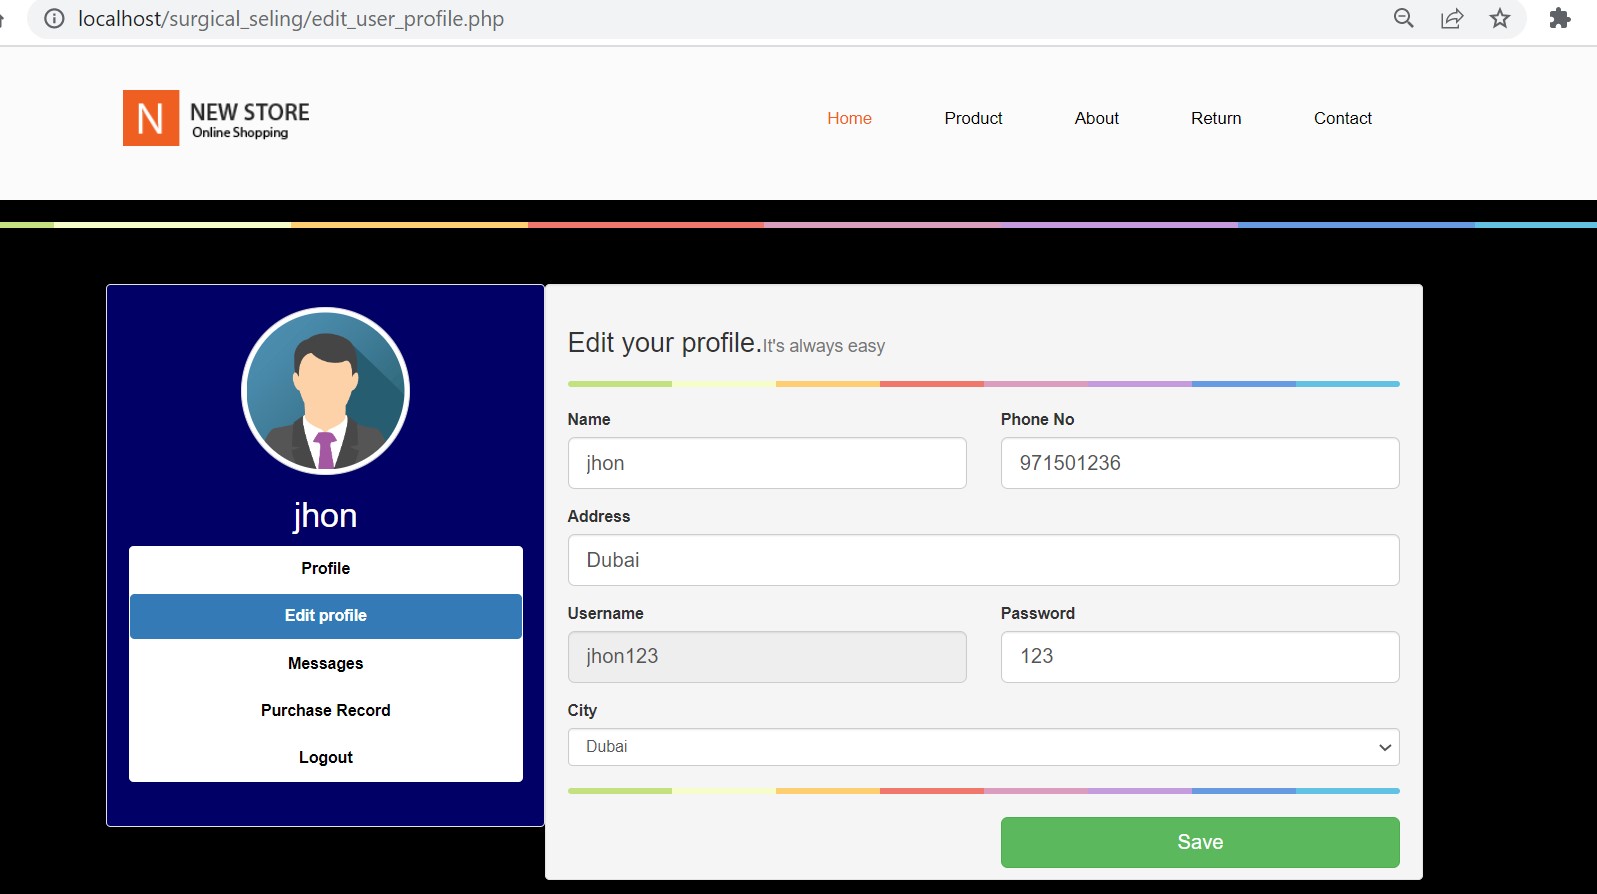 localhost/surgical_seling/edit_user_profile.php
N NEW STORE
Online Shopping
Home Product About Return Contact
jhon
Profile
Edit profile
Messages
Purchase Record
Logout
Edit your profile.It's always easy
Name Phone No
jhon 971501236
Address
Dubai
Username Password
jhon123 123
City
Dubai
Save